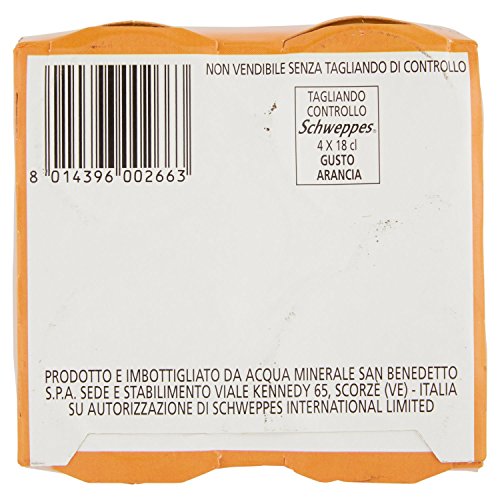 NON VENDIBILE SENZA TAGLIANDO DI CONTROLLO
TAGLIANDO
CONTROLLO
Schweppes®
4 X 18 cl
GUSTO
ARANCIA
8 014396 002663
PRODOTTO E IMBOTTIGLIATO DA ACQUA MINERALE SAN BENEDETTO
S.P.A. SEDE E STABILIMENTO VIALE KENNEDY 65, SCORZÈ (VE) - ITALIA
SU AUTORIZZAZIONE DI SCHWEPPES INTERNATIONAL LIMITED